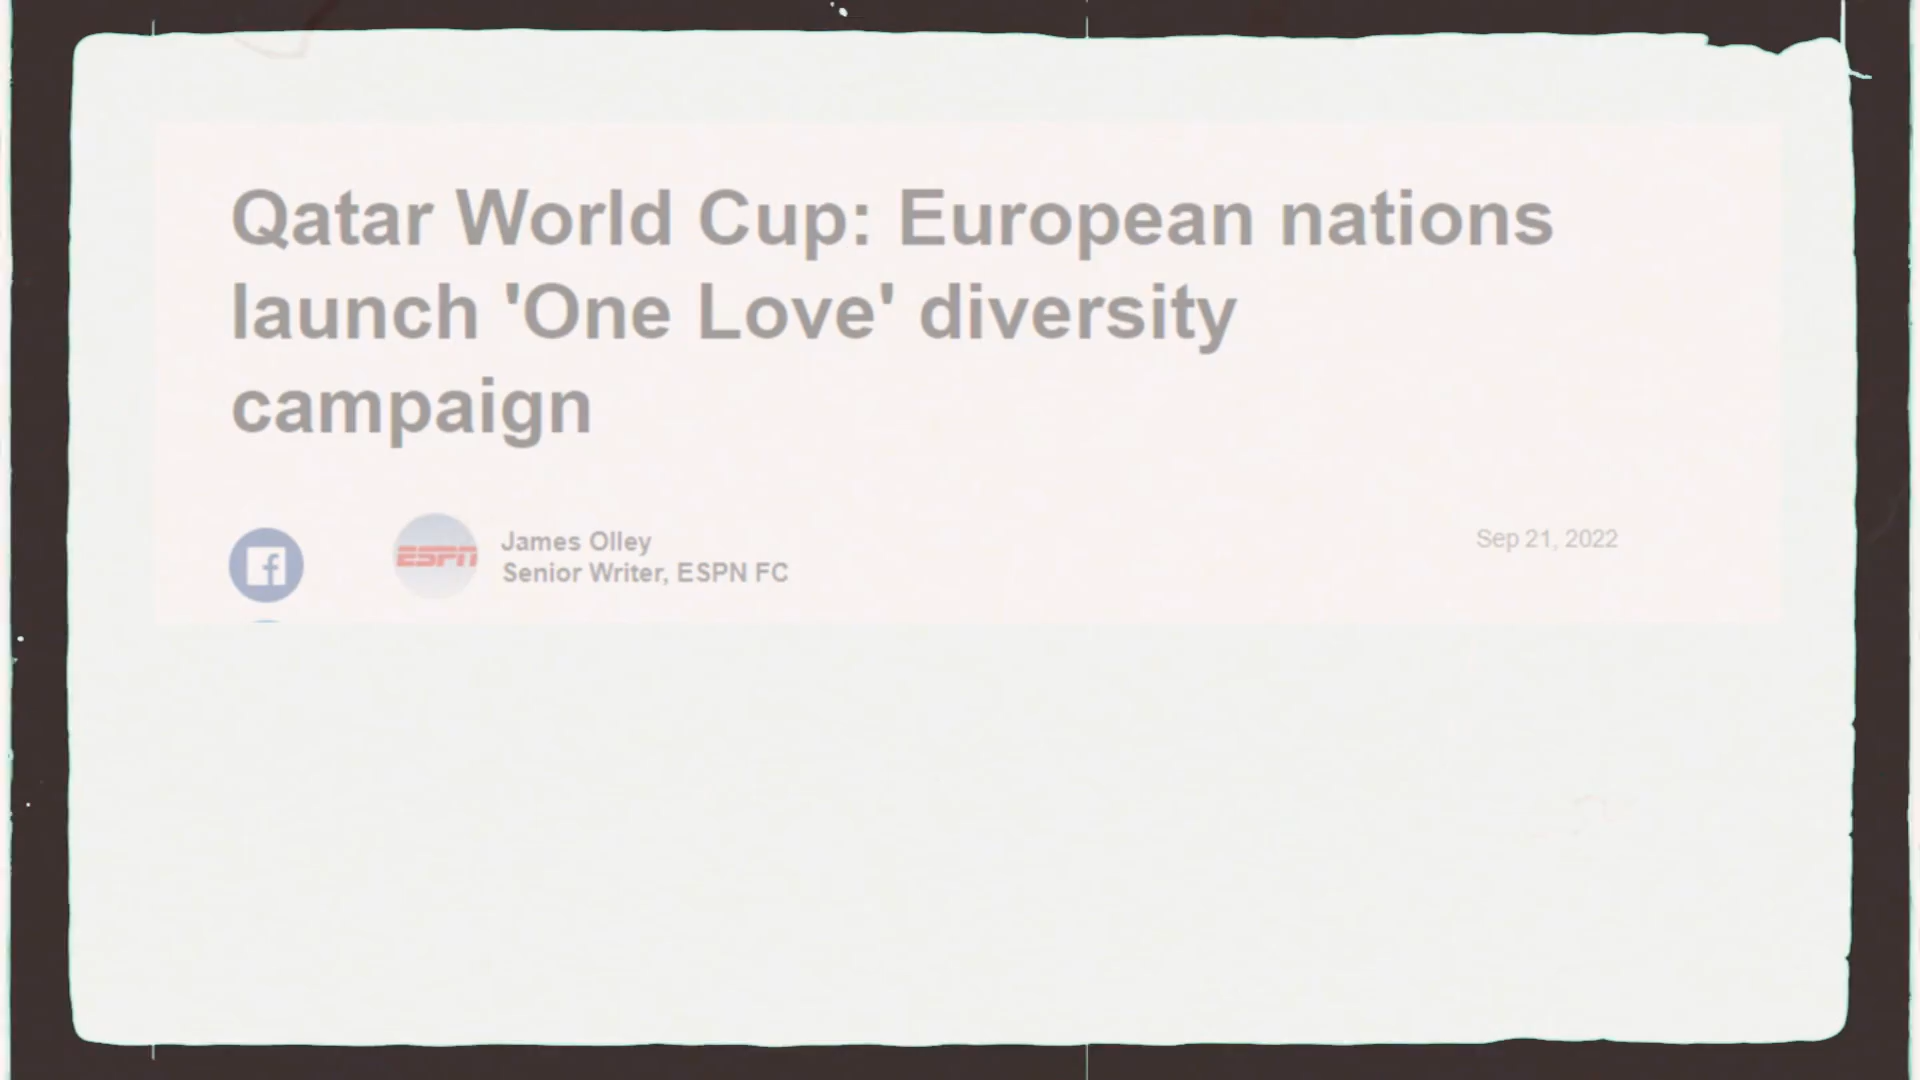 Qatar World Cup: European nations
launch 'One Love' diversity
campaign
ESPN
James Olley
Senior Writer, ESPN FC
Sep 21, 2022